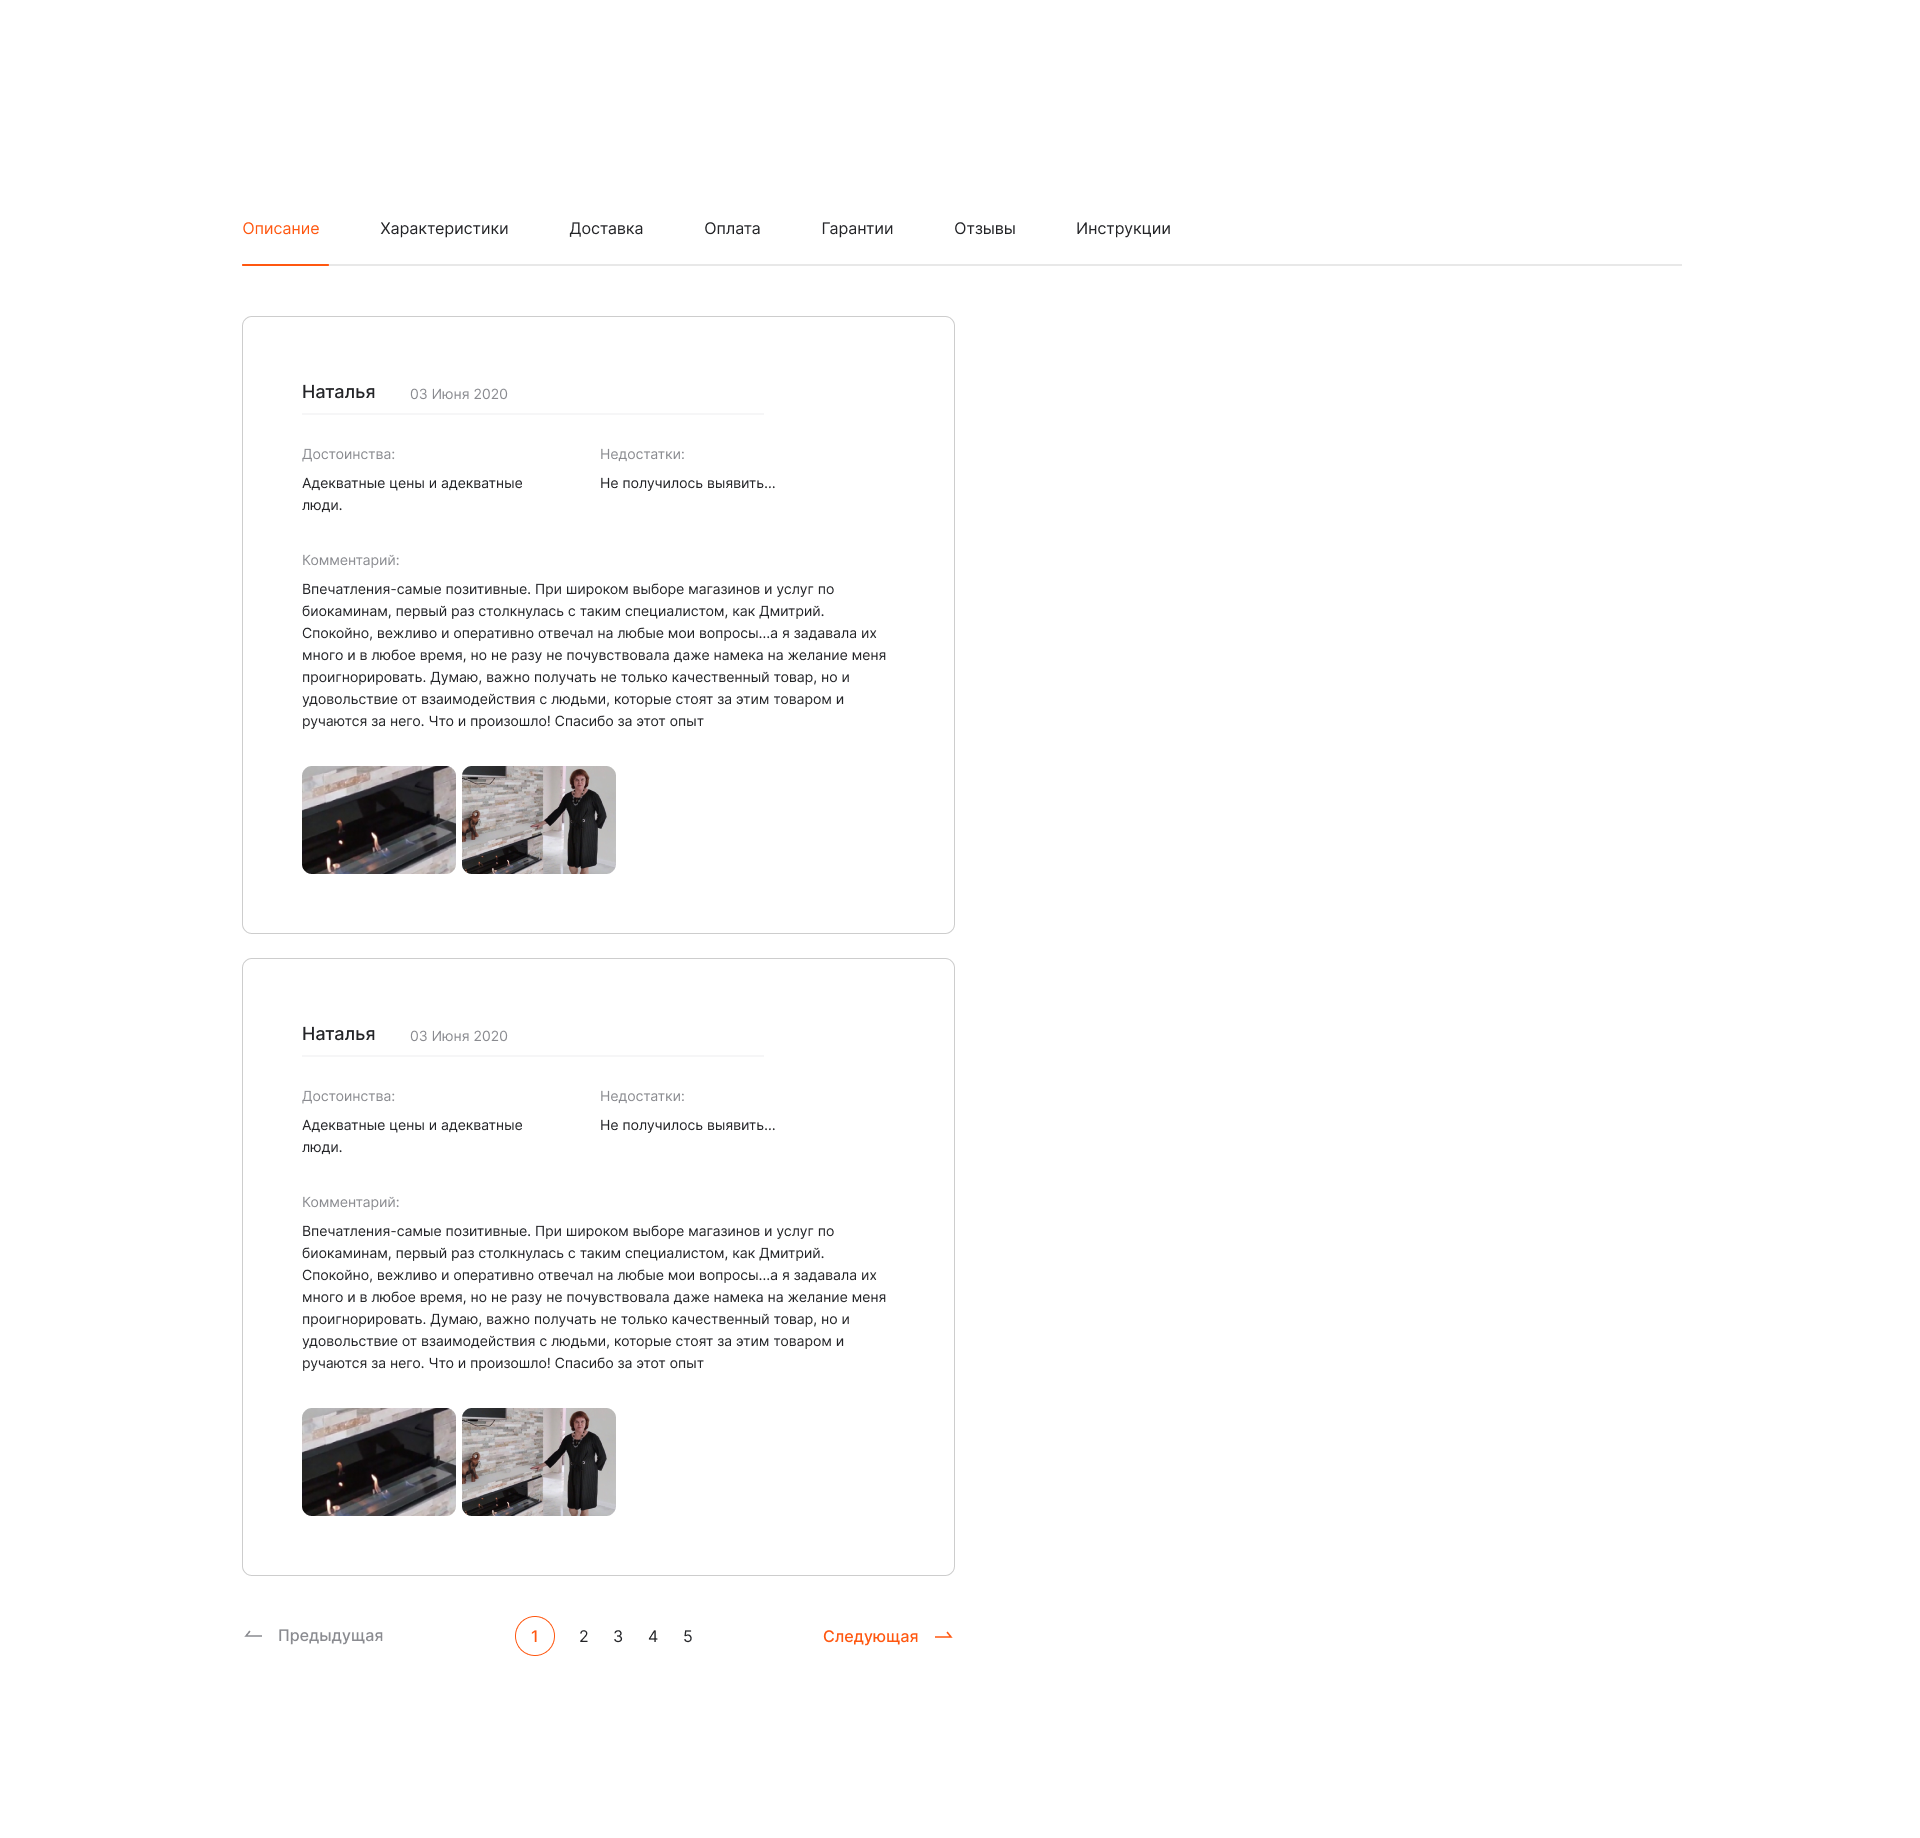 Описание Характеристики Доставка Оплата Гарантии Отзывы Инструкции
Наталья 03 Июня 2020
Достоинства: Недостатки:
Адекватные цены и адекватные Не получилось выявить...
люди.
Комментарий:
Впечатления-самые позитивные. При широком выборе магазинов и услуг по
биокаминам, первый раз столкнулась с таким специалистом, как Дмитрий.
Спокойно, вежливо и оперативно отвечал на любые мои вопросы...а я задавала их
много и в любое время, но не разу не почувствовала даже намека на желание меня
проигнорировать. Думаю, важно получать не только качественный товар, но и
удовольствие от взаимодействия с людьми, которые стоят за этим товаром и
ручаются за него. Что и произошло! Спасибо за этот опыт
Наталья 03 Июня 2020
Достоинства: Недостатки:
Адекватные цены и адекватные Не получилось выявить...
люди.
Комментарий:
Впечатления-самые позитивные. При широком выборе магазинов и услуг по
биокаминам, первый раз столкнулась с таким специалистом, как Дмитрий.
Спокойно, вежливо и оперативно отвечал на любые мои вопросы...а я задавала их
много и в любое время, но не разу не почувствовала даже намека на желание меня
проигнорировать. Думаю, важно получать не только качественный товар, но и
удовольствие от взаимодействия с людьми, которые стоят за этим товаром и
ручаются за него. Что и произошло! Спасибо за этот опыт
Предыдущая 1 2 3 4 5 Следующая